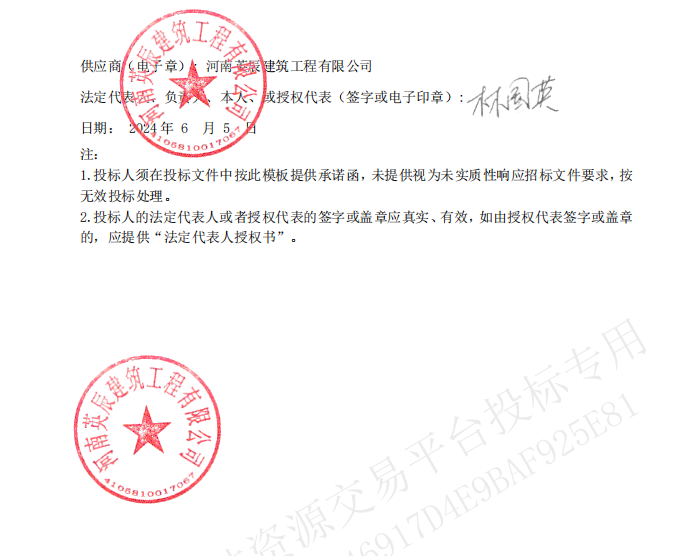 供应商（电子章）：河南英辰建筑工程有限公司
法定代表人、负责人、本人、或授权代表（签字或电子印章）：林国英
日期： 2024年 6 月 5 日
注：
1.投标人须在投标文件中按此模板提供承诺函，未提供视为未实质性响应招标文件要求，按
无效投标处理。
2.投标人的法定代表人或者授权代表的签字或盖章应真实、有效，如由授权代表签字或盖章
的，应提供“法定代表人授权书”。
河南英辰建筑工程有限公司
4105810017067
河南英辰建筑工程有限公司
4105810017067
资源交易平台投标专用
6917D4E9BAF925E81